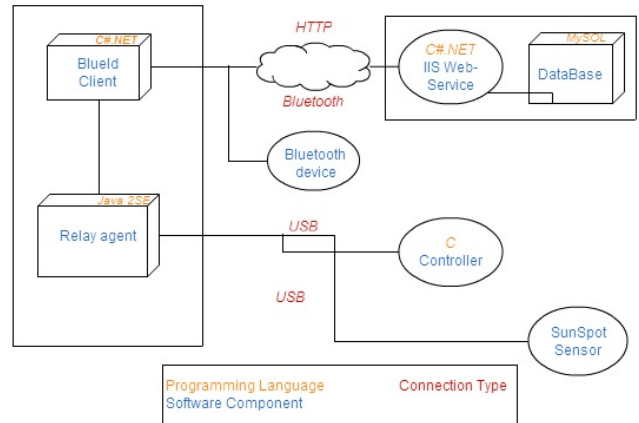 HTTP
C#.NET
BlueId
Client
C#.NET
IIS Web-
Service
MySQL
DataBase
Bluetooth
Bluetooth
device
Java 2SE
Relay agent
USB
C
Controller
USB
SunSpot
Sensor
Programming Language
Connection Type
Software Component